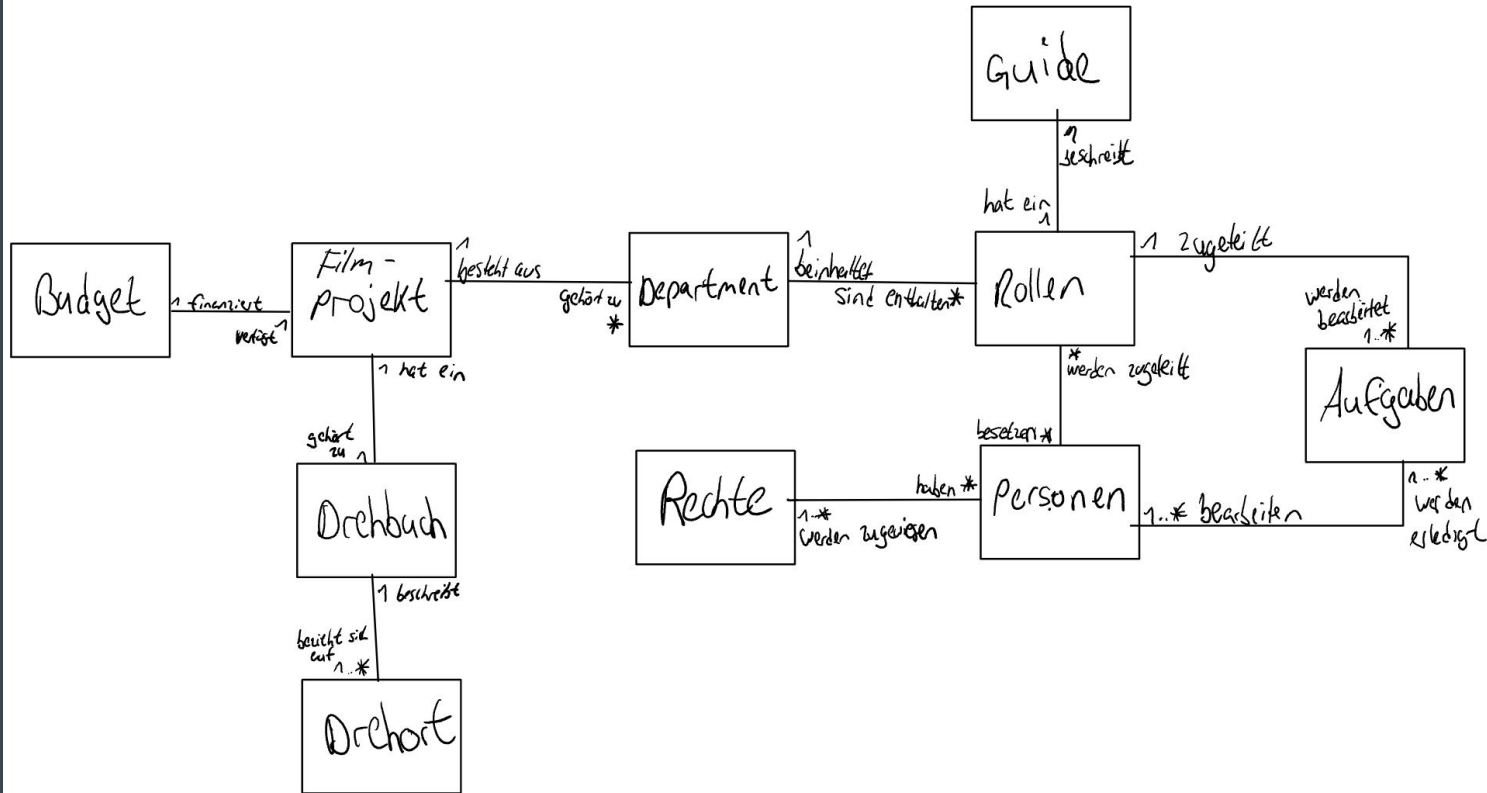 Guide
1
beschreibt
hat ein
1
Budget
1 finanziert
verfügt 1
Film-
projekt
1
besteht aus
gehört zu
*
Department
1
beinhaltet
Sind enthalten *
Rollen
1 zugeteilt
werden
bearbeitet
1..*
Aufgaben
1..*
werden
erledigt
*
werden zugeteilt
besetzen *
Personen
1..* bearbeiten
haben *
Rechte
1..*
werden zugewiesen
1 hat ein
gehört
zu 1
Drehbuch
1 beschreibt
bezieht sich
auf
1..*
Drehort